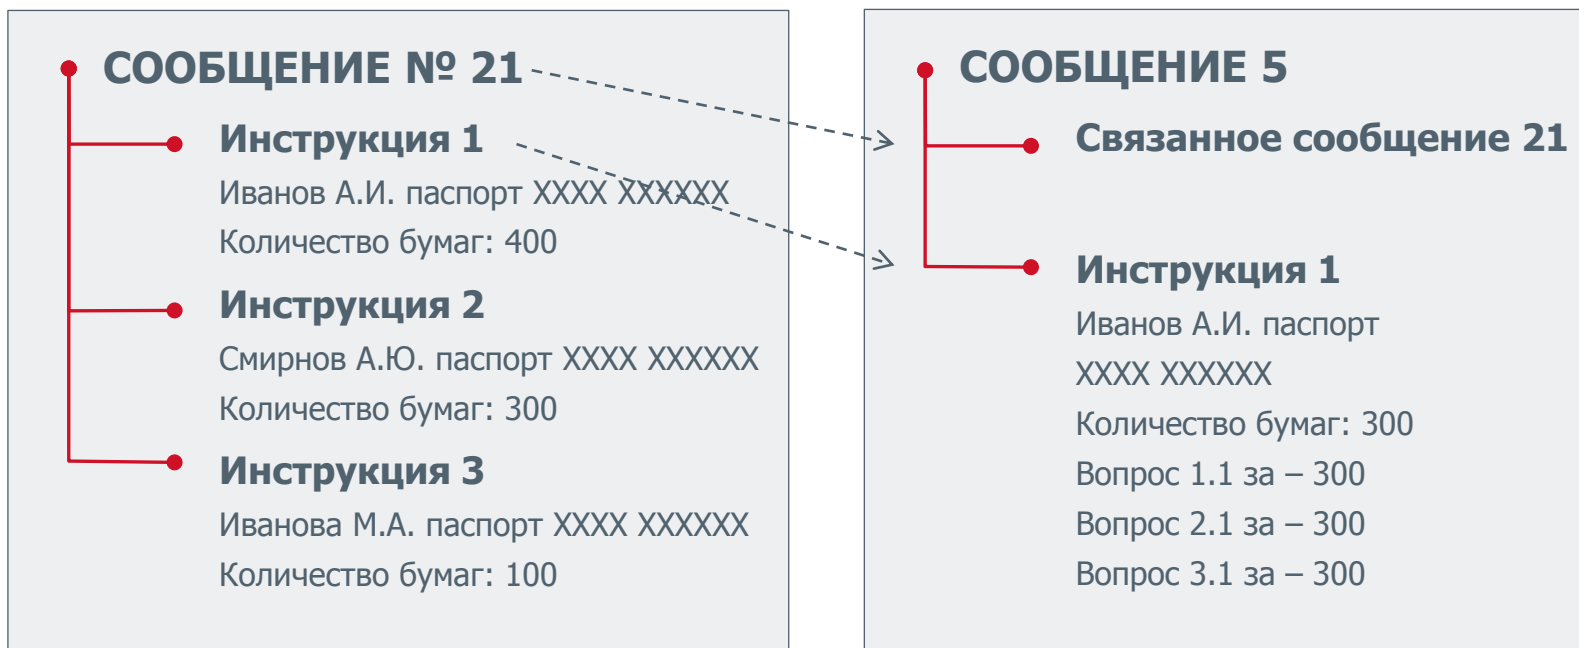 СООБЩЕНИЕ № 21
Инструкция 1
Иванов А.И. паспорт XXXX XXXXXX
Количество бумаг: 400
Инструкция 2
Смирнов А.Ю. паспорт XXXX XXXXXX
Количество бумаг: 300
Инструкция 3
Иванова М.А. паспорт XXXX XXXXXX
Количество бумаг: 100
СООБЩЕНИЕ 5
Связанное сообщение 21
Инструкция 1
Иванов А.И. паспорт
XXXX XXXXXX
Количество бумаг: 300
Вопрос 1.1 за – 300
Вопрос 2.1 за – 300
Вопрос 3.1 за – 300